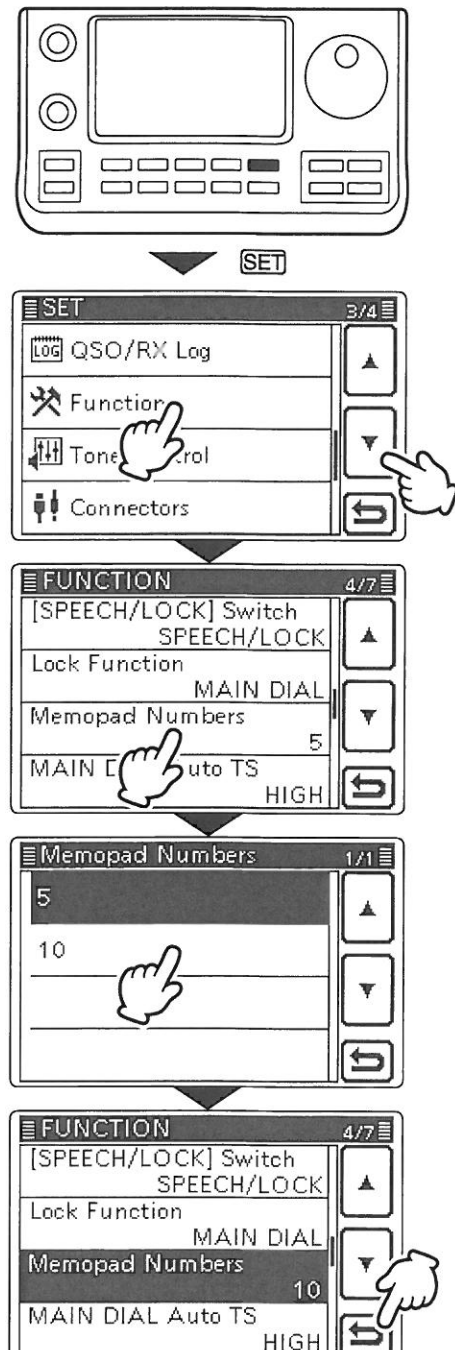 SET
SET 3/4
LOG QSO/RX Log
Function
Tone trol
Connectors
FUNCTION 4/7
[SPEECH/LOCK] Switch
SPEECH/LOCK
Lock Function
MAIN DIAL
Memopad Numbers
5
MAIN D uto TS
HIGH
Memopad Numbers 1/1
5
10
FUNCTION 4/7
[SPEECH/LOCK] Switch
SPEECH/LOCK
Lock Function
MAIN DIAL
Memopad Numbers
10
MAIN DIAL Auto TS
HIGH